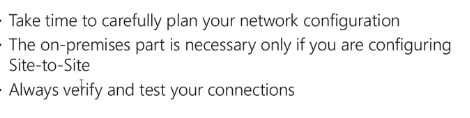 · Take time to carefully plan your network configuration
· The on-premises part is necessary only if you are configuring
Site-to-Site
· Always verify and test your connections